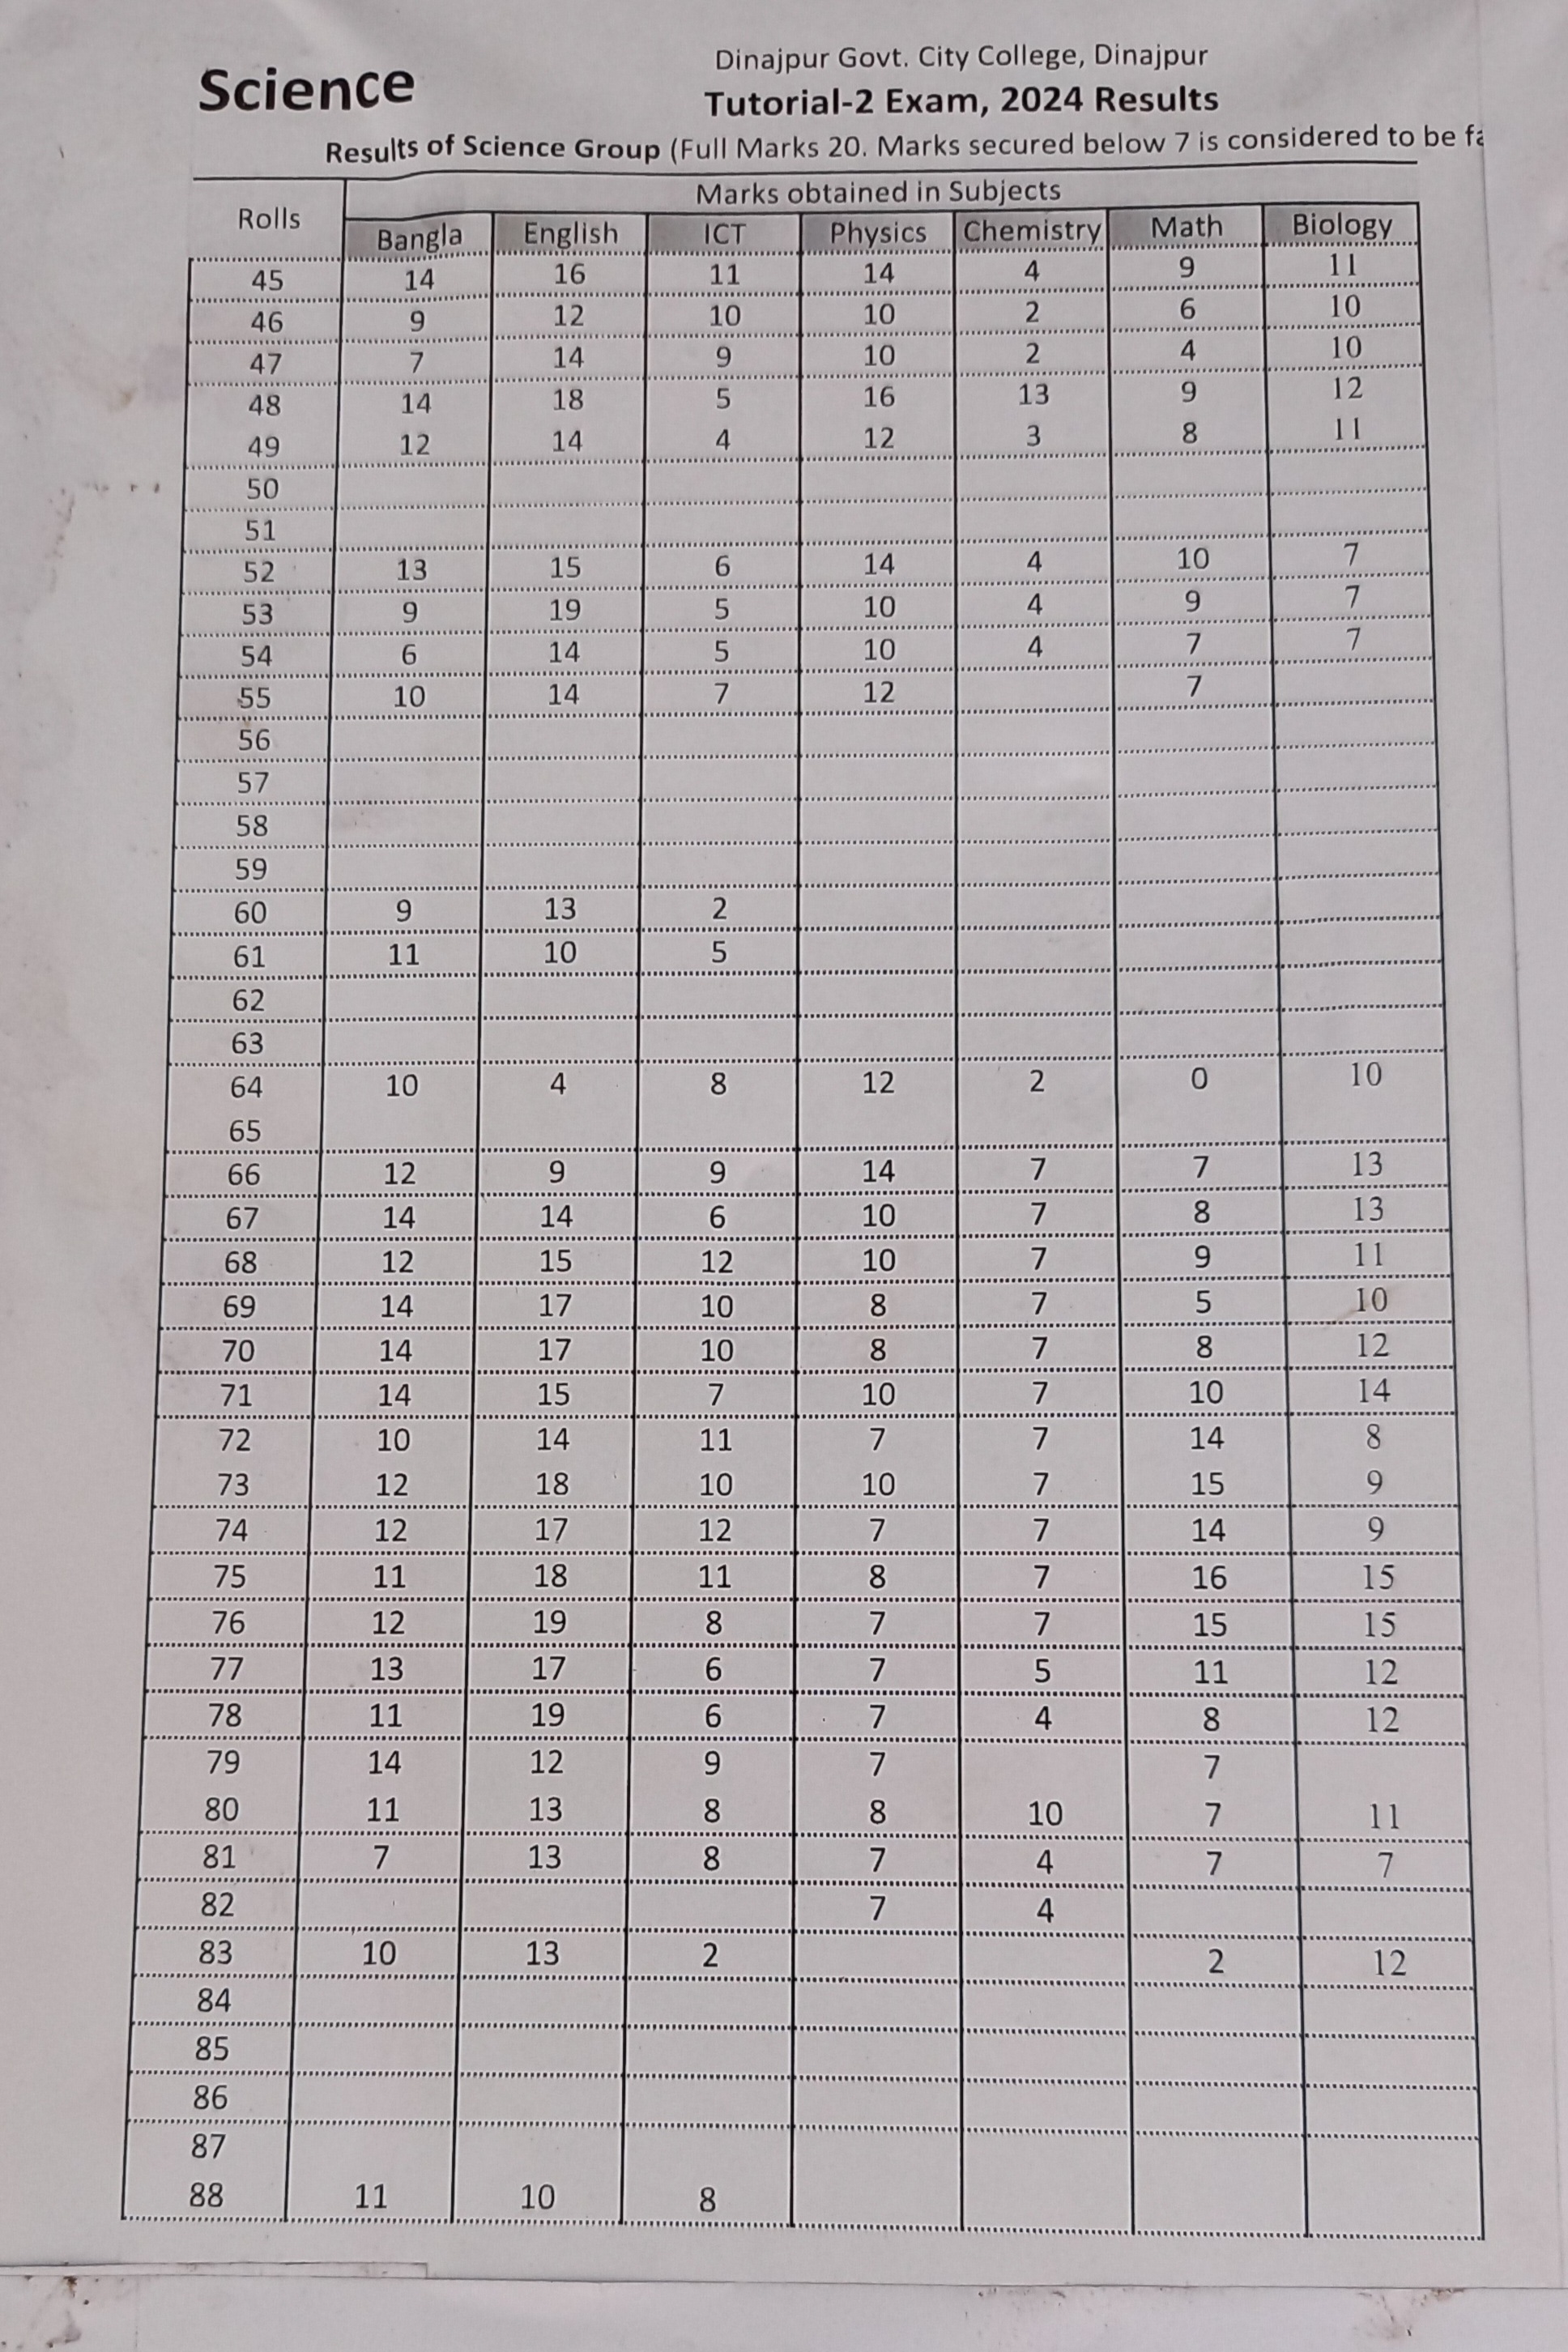 Science
Dinajpur Govt. City College, Dinajpur
Tutorial-2 Exam, 2024 Results
Results of Science Group (Full Marks 20. Marks secured below 7 is considered to be fa
Rolls Marks obtained in Subjects
Bangla English ICT Physics Chemistry Math Biology
45 14 16 11 14 4 9 11
46 9 12 10 10 2 6 10
47 7 14 9 10 2 4 10
48 14 18 5 16 13 9 12
49 12 14 4 12 3 8 11
50
51
52 13 15 6 14 4 10 7
53 9 19 5 10 4 9 7
54 6 14 5 10 4 7 7
55 10 14 7 12 7
56
57
58
59
60 9 13 2
61 11 10 5
62
63
64 10 4 8 12 2 0 10
65
66 12 9 9 14 7 7 13
67 14 14 6 10 7 8 13
68 12 15 12 10 7 9 11
69 14 17 10 8 7 5 10
70 14 17 10 8 7 8 12
71 14 15 7 10 7 10 14
72 10 14 11 7 7 14 8
73 12 18 10 10 7 15 9
74 12 17 12 7 7 14 9
75 11 18 11 8 7 16 15
76 12 19 8 7 7 15 15
77 13 17 6 7 5 11 12
78 11 19 6 7 4 8 12
79 14 12 9 7 7
80 11 13 8 8 10 7 11
81 7 13 8 7 4 7 7
82 7 4
83 10 13 2 2 12
84
85
86
87
88 11 10 8